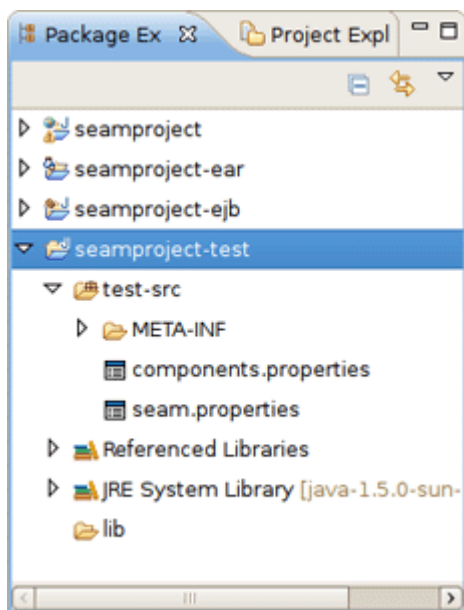 Package Ex Project Expl
seamproject
seamproject-ear
seamproject-ejb
seamproject-test
test-src
META-INF
components.properties
seam.properties
Referenced Libraries
JRE System Library [java-1.5.0-sun-
lib